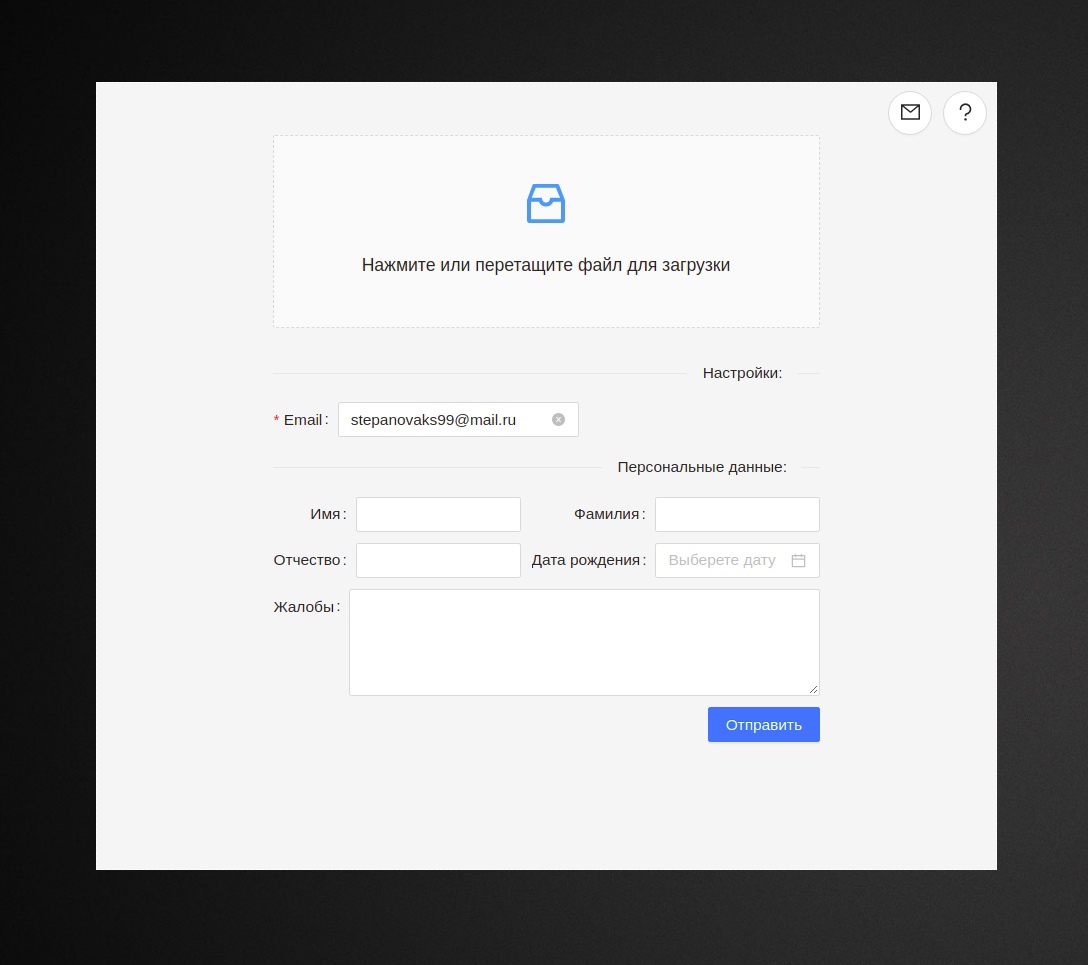 ?
Нажмите или перетащите файл для загрузки
Настройки:
* Email: stepanovaks99@mail.ru
Персональные данные:
Имя: Фамилия:
Отчество: Дата рождения: Выберете дату
Жалобы:
Отправить